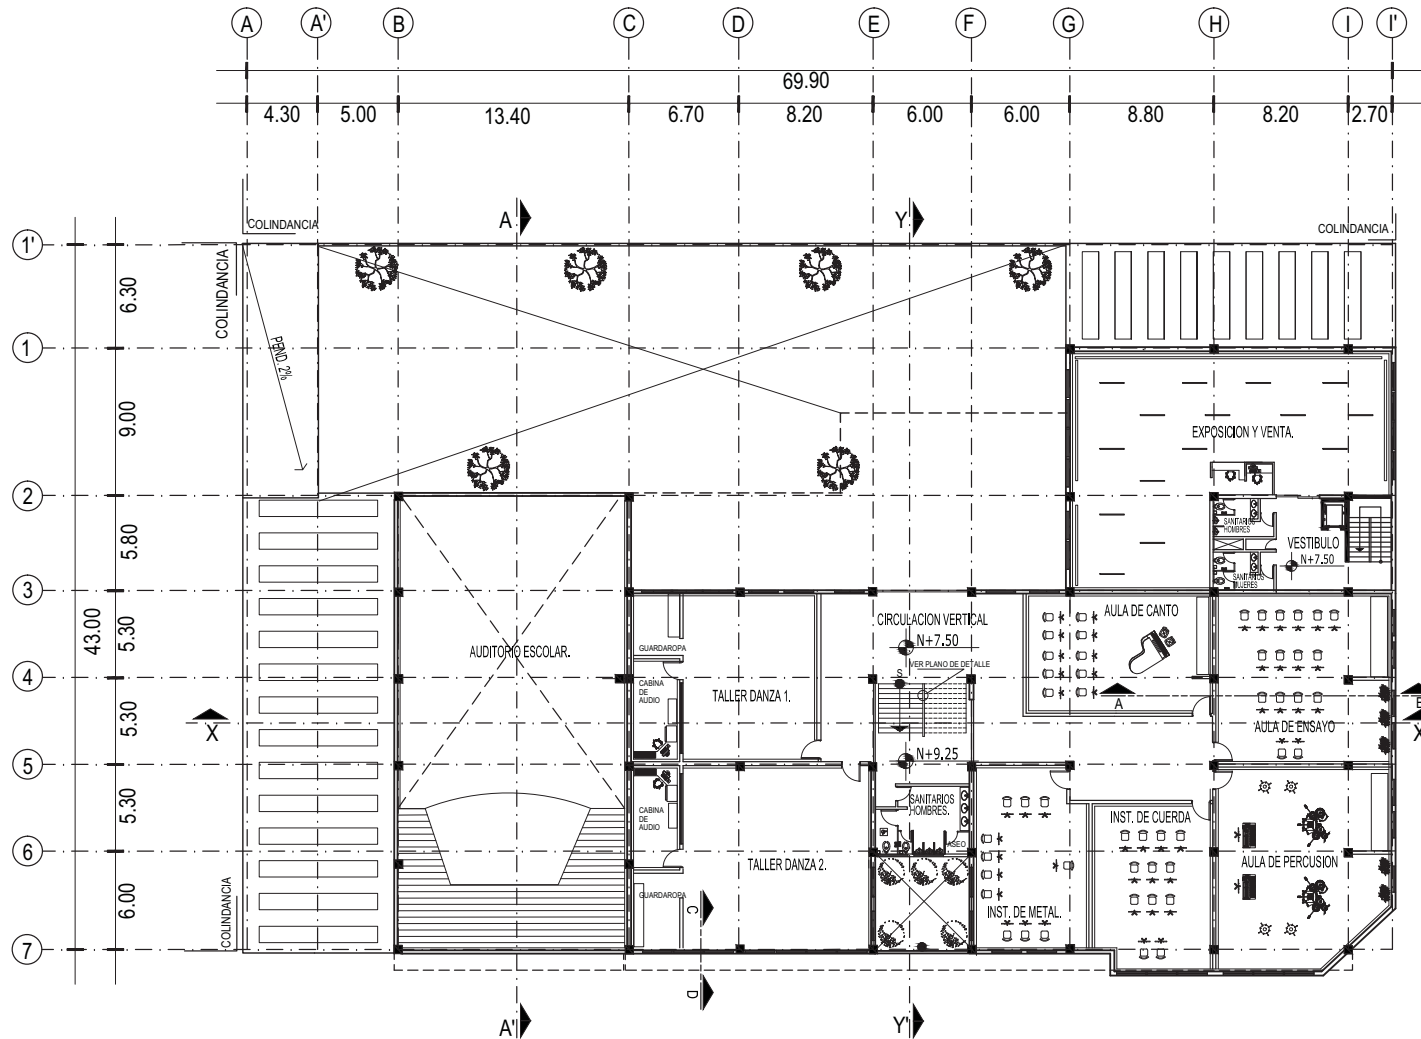 A A' B C D E F G H I I'
69.90
4.30 5.00 13.40 6.70 8.20 6.00 6.00 8.80 8.20 2.70
A Y
COLINDANCIA COLINDANCIA
1'
COLINDANCIA
6.30
PEND. 2%
1
9.00
EXPOSICION Y VENTA.
2
5.80
SANITARIOS
HOMBRES
VESTIBULO
N+7.50
SANITARIOS
MUJERES
3
43.00
5.30
AULA DE CANTO
CIRCULACION VERTICAL
N+7.50
GUARDAROPA
AUDITORIO ESCOLAR.
VER PLANO DE DETALLE
4
S
CABINA
DE
AUDIO
TALLER DANZA 1.
A
B
5.30
X X
AULA DE ENSAYO
N+9.25
5
5.30
SANITARIOS
HOMBRES.
CABINA
DE
AUDIO
INST. DE CUERDA
ASEO
6
TALLER DANZA 2.
AULA DE PERCUSION
COLINDANCIA
6.00
GUARDAROPA
C
INST. DE METAL.
7
D
A' Y'